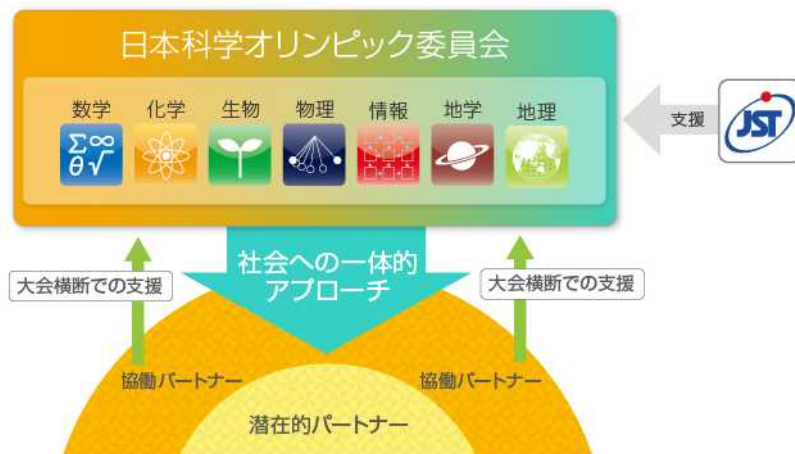 日本科学オリンピック委員会
数学 化学 生物 物理 情報 地学 地理
Σ∞
θ√
支援
JST
社会への一体的
アプローチ
大会横断での支援
大会横断での支援
協働パートナー
協働パートナー
潜在的パートナー